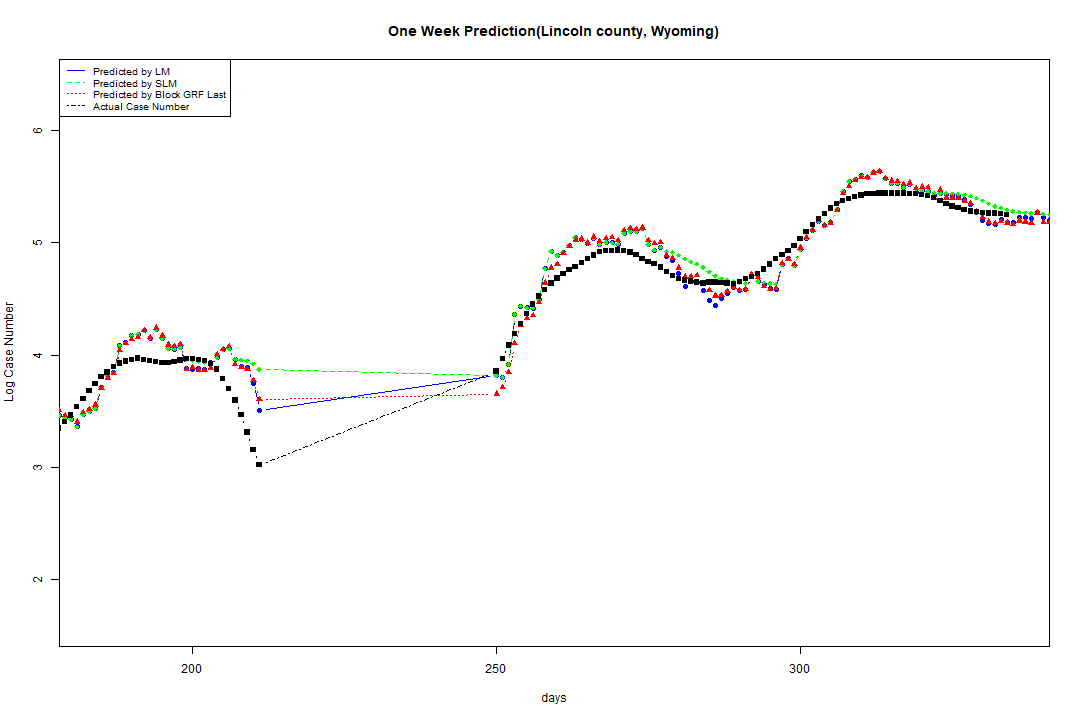 One Week Prediction(Lincoln county, Wyoming)
Predicted by LM
Predicted by SLM
Predicted by Block GRF Last
Actual Case Number
6
5
4
3
2
Log Case Number
200
250
300
days